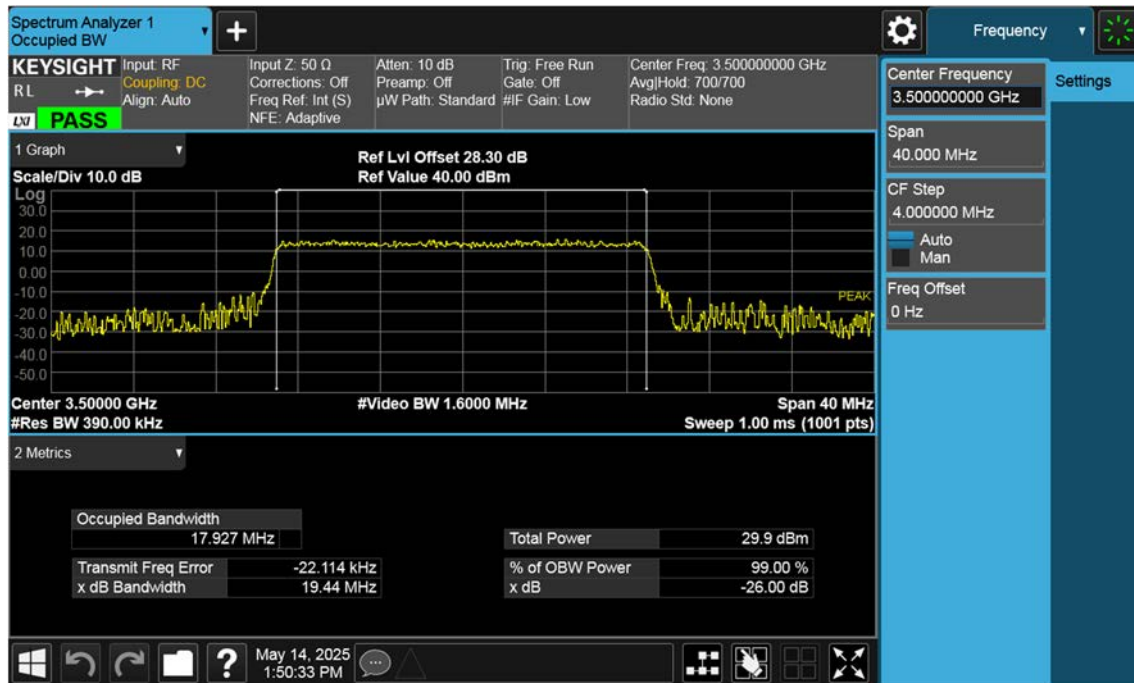 Spectrum Analyzer 1
Occupied BW
Frequency
KEYSIGHT
RL
LXI PASS
Input: RF
Coupling: DC
Align: Auto
Input Z: 50 Ω
Corrections: Off
Freq Ref: Int (S)
NFE: Adaptive
Atten: 10 dB
Preamp: Off
µW Path: Standard
Trig: Free Run
Gate: Off
#IF Gain: Low
Center Freq: 3.500000000 GHz
Avg|Hold: 700/700
Radio Std: None
Center Frequency
3.500000000 GHz
Settings
Span
40.000 MHz
CF Step
4.000000 MHz
Auto
Man
Freq Offset
0 Hz
1 Graph
Scale/Div 10.0 dB
Ref Lvl Offset 28.30 dB
Ref Value 40.00 dBm
Log
30.0
20.0
10.0
0.00
-10.0
-20.0
-30.0
-40.0
-50.0
PEAK
Center 3.50000 GHz
#Video BW 1.6000 MHz
Span 40 MHz
#Res BW 390.00 kHz
Sweep 1.00 ms (1001 pts)
2 Metrics
Occupied Bandwidth
17.927 MHz
Total Power 29.9 dBm
Transmit Freq Error -22.114 kHz
% of OBW Power 99.00 %
x dB Bandwidth 19.44 MHz
x dB -26.00 dB
May 14, 2025
1:50:33 PM